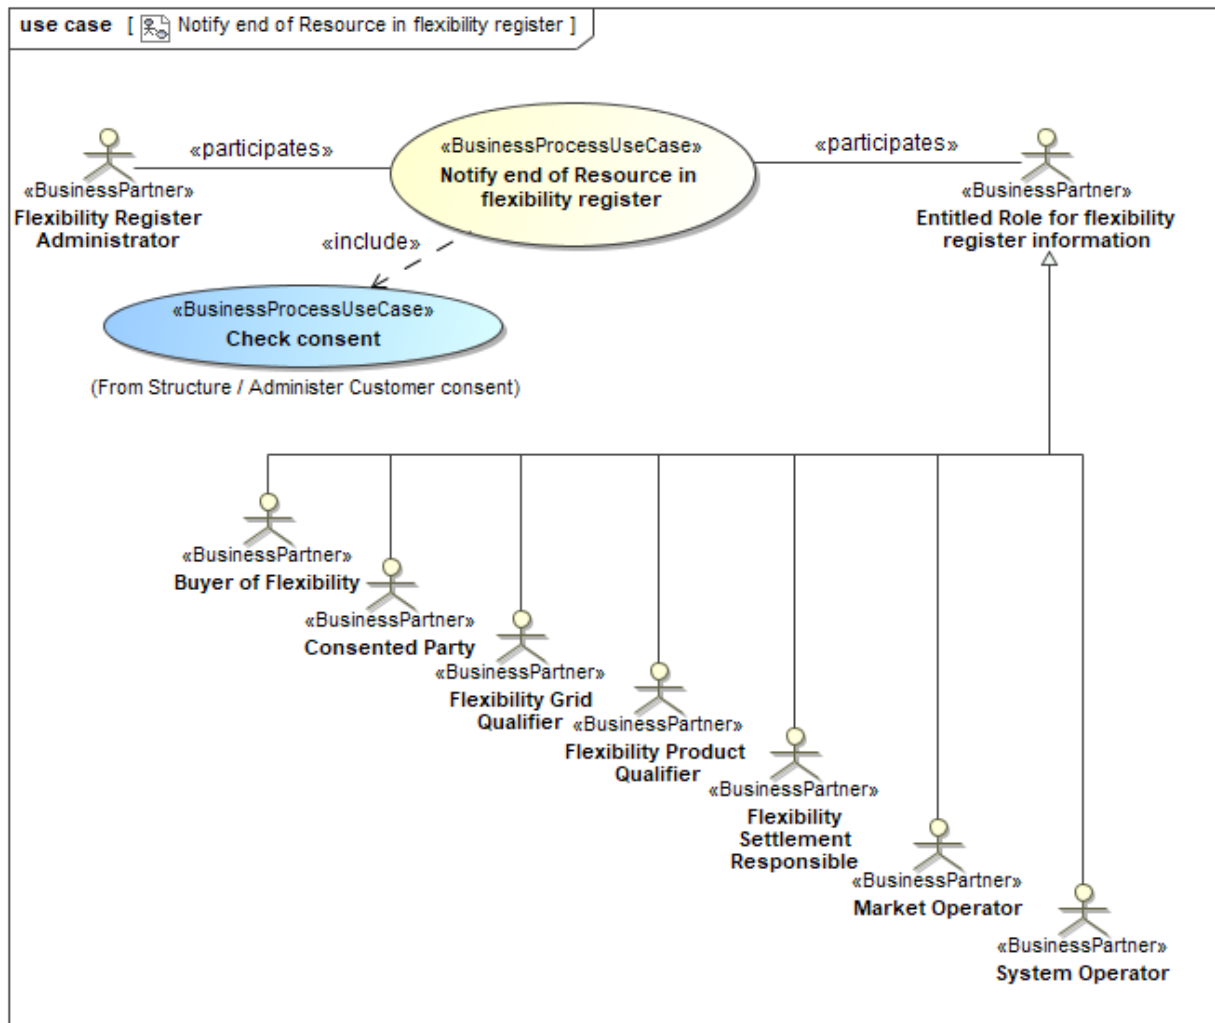 use case [ Notify end of Resource in flexibility register ]
«participates»
«BusinessProcessUseCase»
Notify end of Resource in
flexibility register
«participates»
«BusinessPartner»
Flexibility Register
Administrator
«BusinessPartner»
Entitled Role for flexibility
register information
«include»
«BusinessProcessUseCase»
Check consent
(From Structure / Administer Customer consent)
«BusinessPartner»
Buyer of Flexibility
«BusinessPartner»
Consented Party
«BusinessPartner»
Flexibility Grid
Qualifier
«BusinessPartner»
Flexibility Product
Qualifier
«BusinessPartner»
Flexibility
Settlement
Responsible
«BusinessPartner»
Market Operator
«BusinessPartner»
System Operator